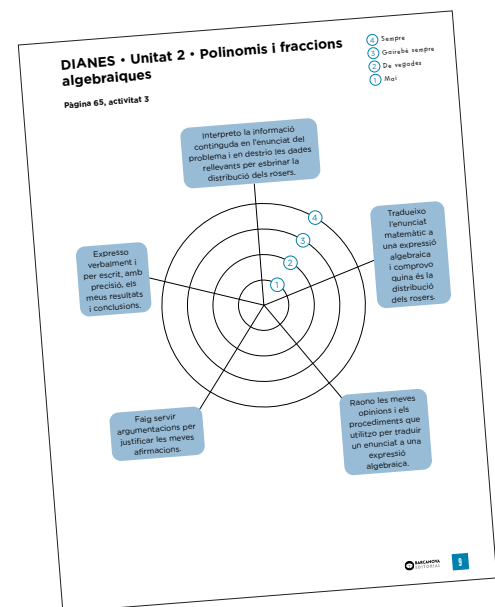 DIANES • Unitat 2 • Polinomis i fraccions
algebraiques
Pàgina 65, activitat 3
4 Sempre
3 Gairebé sempre
2 De vegades
1 Mai
Interpreto la informació
continguda en l'enunciat del
problema i en destrio les dades
rellevants per esbrinar la
distribució dels rosers.
Tradueixo
l'enunciat
matemàtic a
una expressió
algebraica
i comprovo
quina és la
distribució
dels rosers.
Expresso
verbalment i
per escrit, amb
precisió, els
meus resultats
i conclusions.
4
3
2
1
Faig servir
argumentacions per
justificar les meves
afirmacions.
Raono les meves
opinions i els
procediments que
utilitzo per traduir
un enunciat a una
expressió
algebraica.
BARCANOVA
EDITORIAL
9